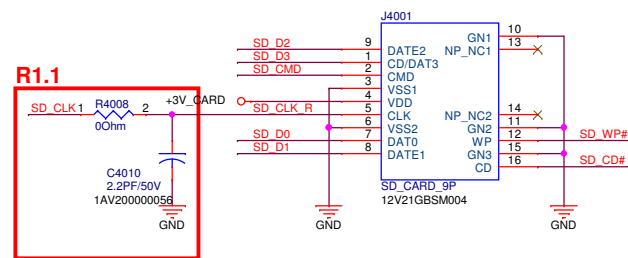 J4001
SD_D2 9 DATE2 GN1 10
SD_D3 1 CD/DAT3 NP_NC1 13
SD_CMD 2 CMD
R1.1
3 VSS1
SD_CLK 1 R4008 2 +3V_CARD 4 VDD
0Ohm SD_CLK_R 5 CLK NP_NC2 14
6 VSS2 GN2 11
SD_D0 7 DAT0 WP 12 SD_WP#
SD_D1 8 DATE1 GN3 15
CD 16 SD_CD#
C4010
2.2PF/50V SD_CARD_9P
1AV200000056 12V21GBSM004
GND GND GND